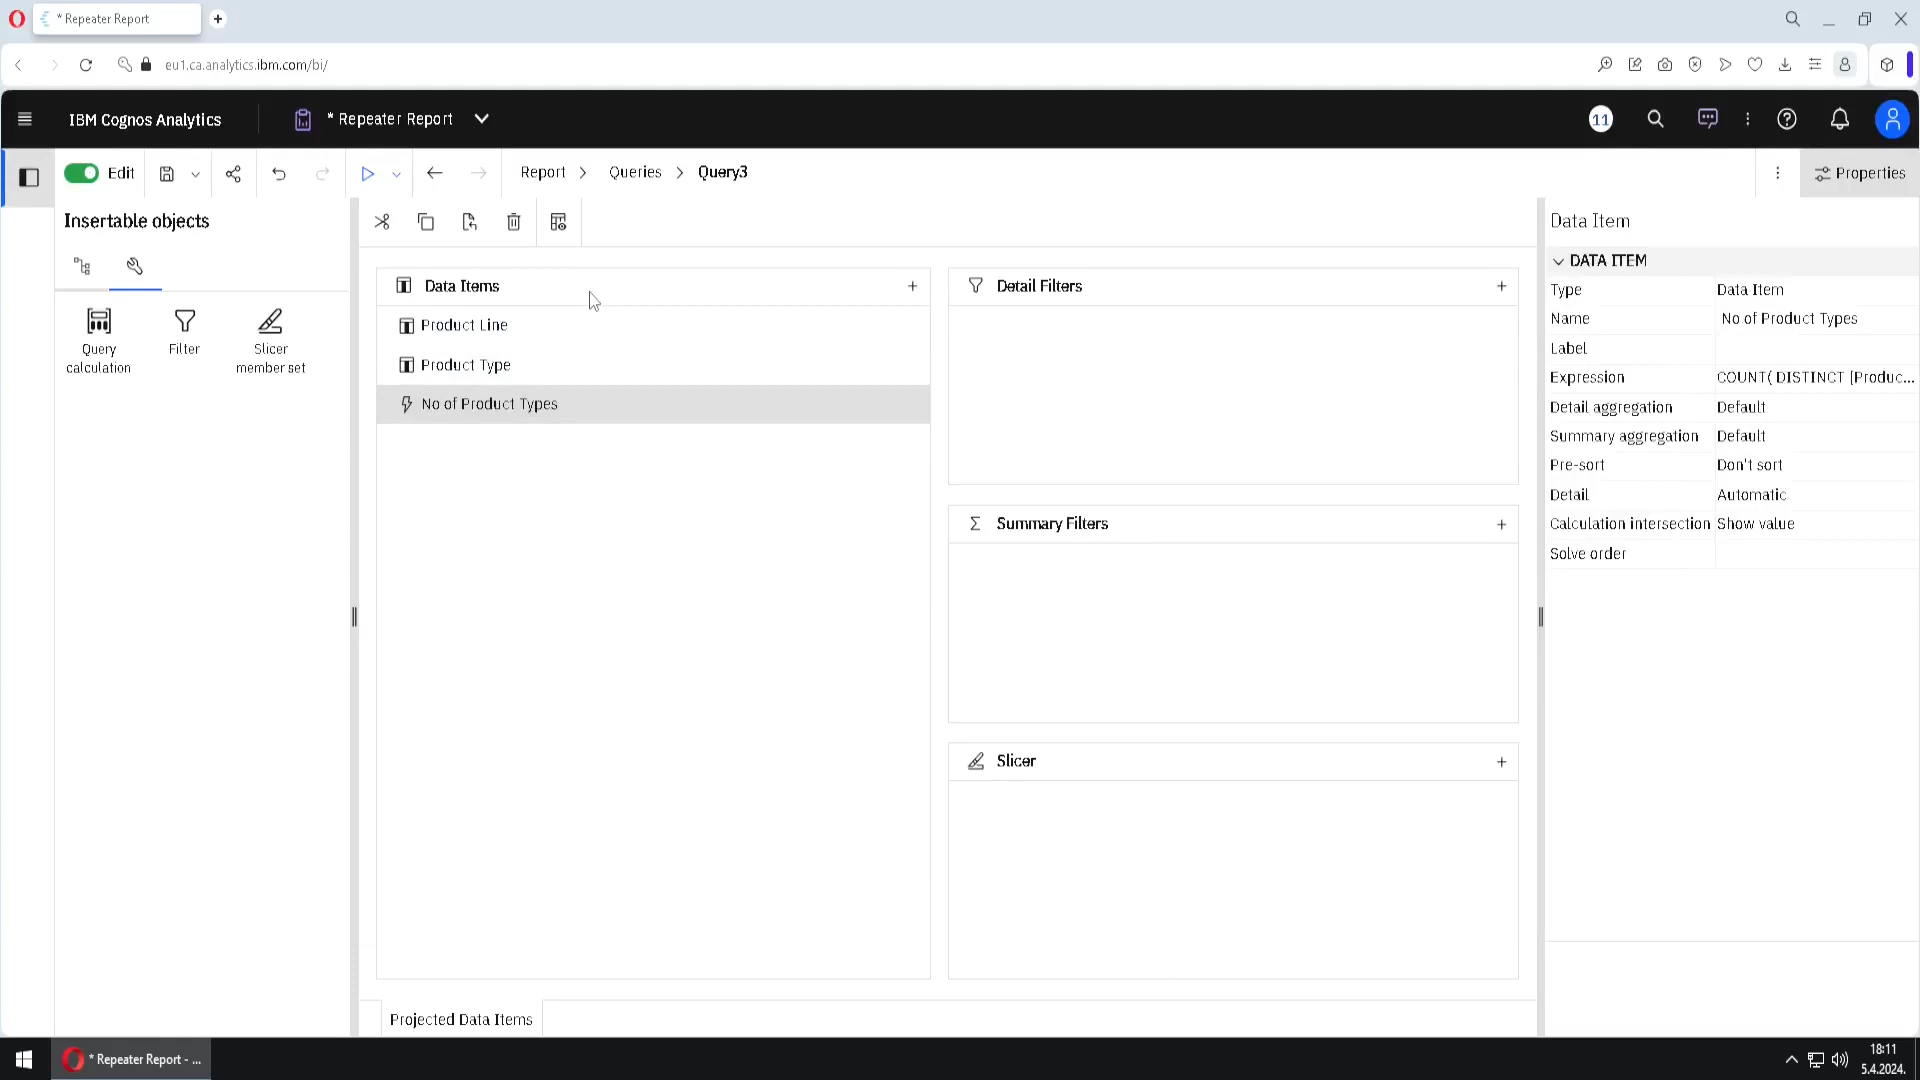 * Repeater Report
eu1.ca.analytics.ibm.com/bi/
IBM Cognos Analytics
* Repeater Report
11
Edit
Report
Queries
Query3
Properties
Insertable objects
Query
calculation
Filter
Slicer
member set
Data Items
Product Line
Product Type
No of Product Types
Detail Filters
Summary Filters
Slicer
Projected Data Items
Data Item
DATA ITEM
Type Data Item
Name No of Product Types
Label
Expression COUNT( DISTINCT [Produc...
Detail aggregation Default
Summary aggregation Default
Pre-sort Don't sort
Detail Automatic
Calculation intersection Show value
Solve order
* Repeater Report - ...
18:11
5.4.2024.